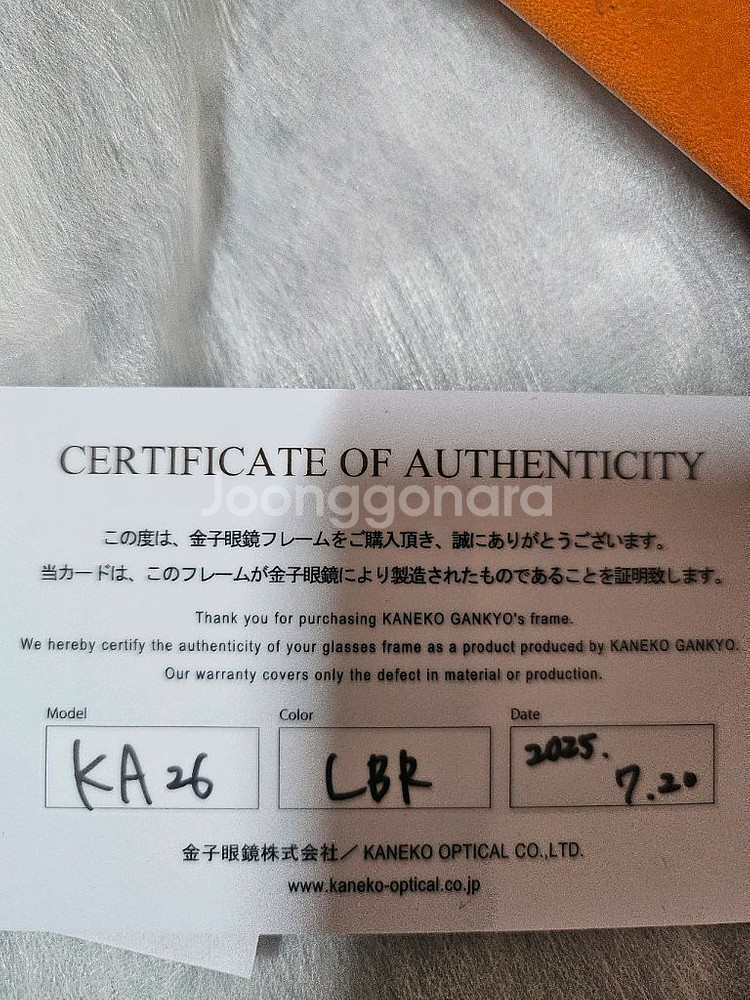 CERTIFICATE OF AUTHENTICITY
Joonggonara
この度は、金子眼鏡フレームをご購入頂き、誠にありがとうございます。
当カードは、このフレームが金子眼鏡により製造されたものであることを証明致します。
Thank you for purchasing KANEKO GANKYO's frame.
We hereby certify the authenticity of your glasses frame as a product produced by KANEKO GANKYO.
Our warranty covers only the defect in material or production.
Model Color Date
KA26 LBR 2025.
7.20
金子眼鏡株式会社／KANEKO OPTICAL CO.,LTD.
www.kaneko-optical.co.jp